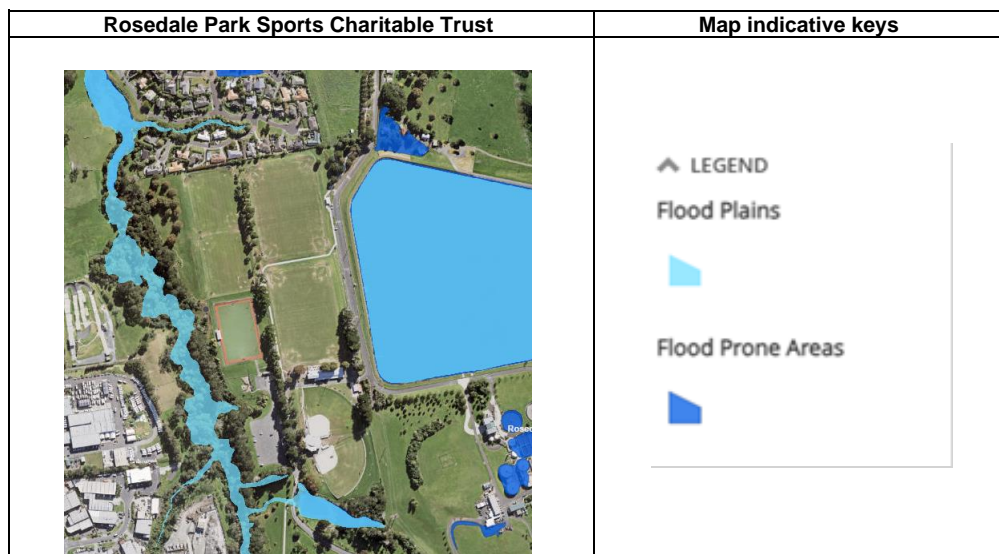 Rosedale Park Sports Charitable Trust
Map indicative keys
LEGEND
Flood Plains
Flood Prone Areas